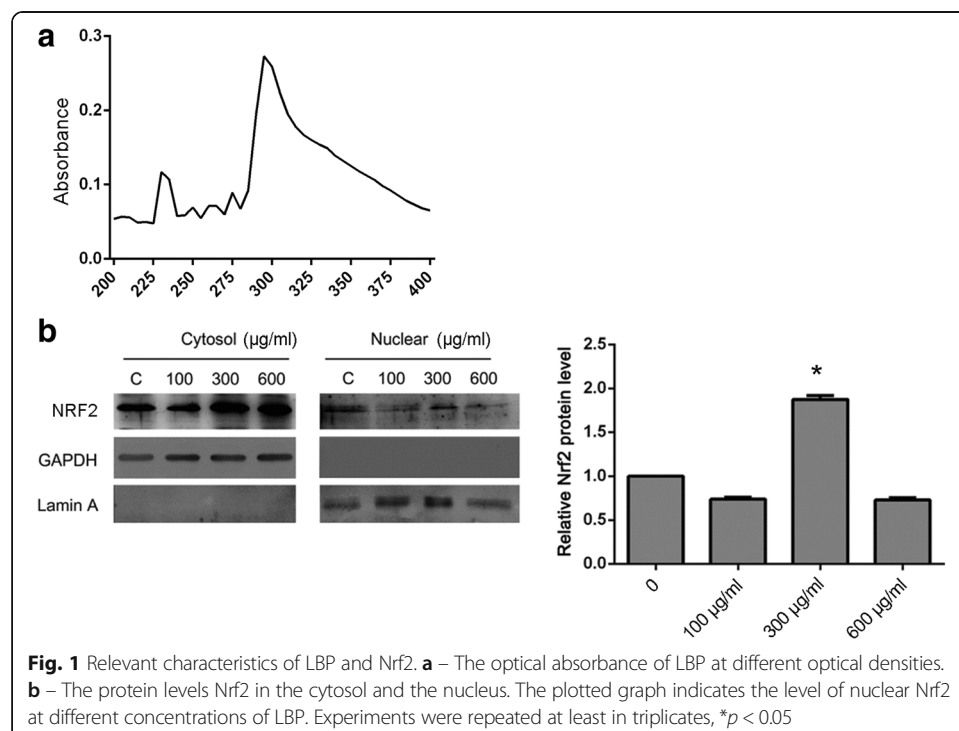 a
0.3
0.2
0.1
0.0
Absorbance
200 225 250 275 300 325 350 375 400
b
Cytosol (µg/ml)
Nuclear (µg/ml)
C 100 300 600
C 100 300 600
NRF2
GAPDH
Lamin A
Relative Nrf2 protein level
2.5
2.0
1.5
1.0
0.5
0.0
*
0 100 µg/ml 300 µg/ml 600 µg/ml
Fig. 1 Relevant characteristics of LBP and Nrf2. a – The optical absorbance of LBP at different optical densities.
b – The protein levels Nrf2 in the cytosol and the nucleus. The plotted graph indicates the level of nuclear Nrf2
at different concentrations of LBP. Experiments were repeated at least in triplicates, *p < 0.05